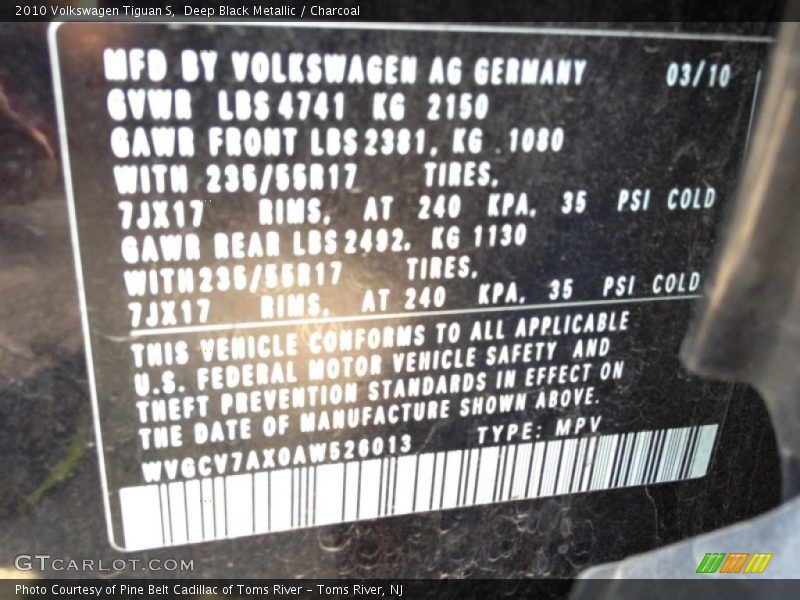 2010 Volkswagen Tiguan S, Deep Black Metallic / Charcoal
MFD BY VOLKSWAGEN AG GERMANY 03/10
GVWR LBS 4741 KG 2150
GAWR FRONT LBS 2381. KG 1080
WITH 235/55R17 TIRES.
7JX17 RIMS. AT 240 KPA. 35 PSI COLD
GAWR REAR LBS 2492. KG 1130
WITH 235/55R17 TIRES.
7JX17 RIMS. AT 240 KPA. 35 PSI COLD
THIS VEHICLE CONFORMS TO ALL APPLICABLE
U.S. FEDERAL MOTOR VEHICLE SAFETY AND
THEFT PREVENTION STANDARDS IN EFFECT ON
THE DATE OF MANUFACTURE SHOWN ABOVE.
WVGCV7AX0AW526013 TYPE: MPV
GTCARLOT.COM
Photo Courtesy of Pine Belt Cadillac of Toms River – Toms River, NJ